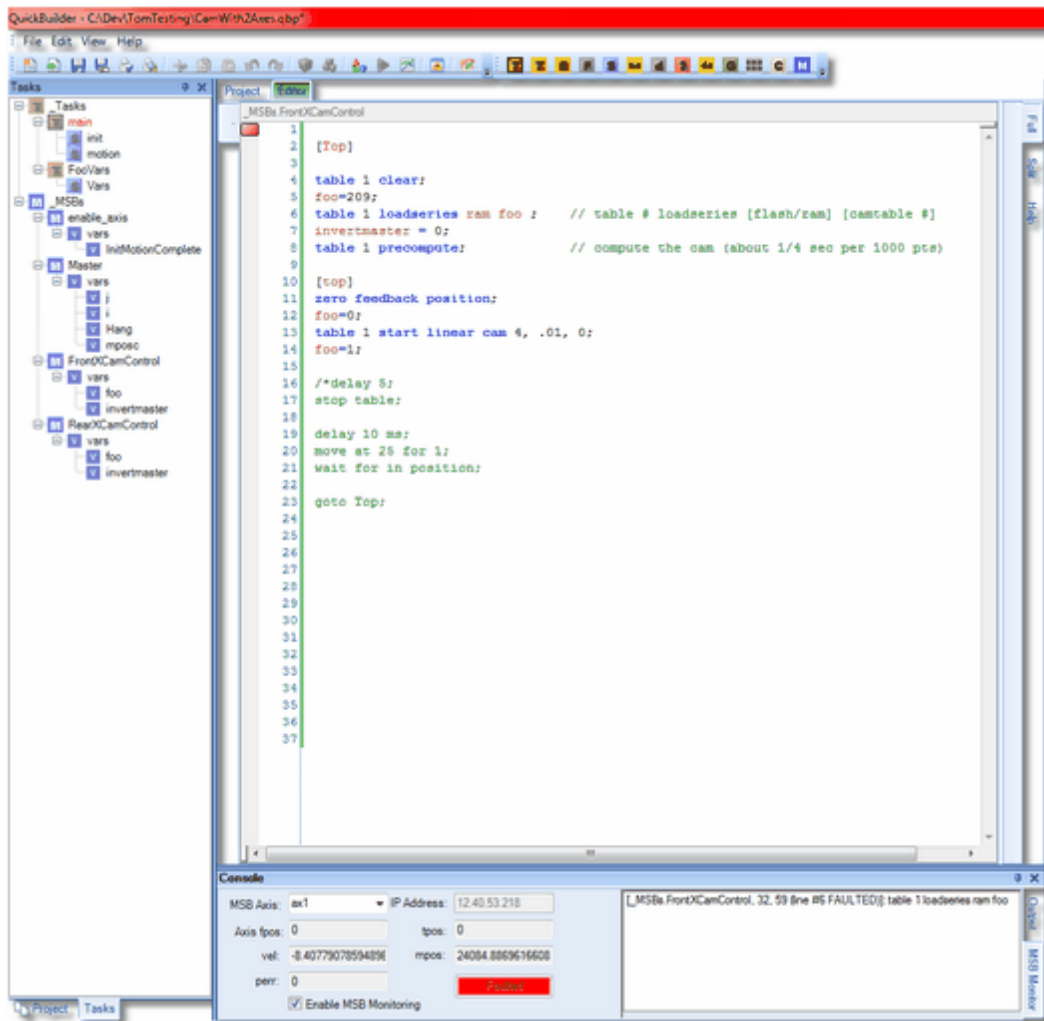 QuickBuilder - C:\Dev\TomTesting\CamWith2Axes.qbp*
File Edit View Help
Tasks
Project Editor
_Tasks
main
init
motion
FooVars
Vars
_MSBs
enable_axis
vars
InitMotionComplete
Master
vars
j
i
Hang
mposc
FrontXCamControl
vars
foo
invertmaster
RearXCamControl
vars
foo
invertmaster
Project Tasks
_MSBs.FrontXCamControl
1
2 [Top]
3
4 table 1 clear;
5 foo=209;
6 table 1 loadseries ram foo ; // table # loadseries [flash/ram] [camtable #]
7 invertmaster = 0;
8 table 1 precompute; // compute the cam (about 1/4 sec per 1000 pts)
9
10 [top]
11 zero feedback position;
12 foo=0;
13 table 1 start linear cam 4, .01, 0;
14 foo=1;
15
16 /*delay 5;
17 stop table;
18
19 delay 10 ms;
20 move at 25 for 1;
21 wait for in position;
22
23 goto Top;
24
25
26
27
28
29
30
31
32
33
34
35
36
37
Full
Split
Help
Console
MSB Axis: ax1 IP Address: 12.40.53.218
Axis fpos: 0 tpos: 0
vel: -8.4077907859489 mpos: 24084.8869616608
perr: 0 Faulted
Enable MSB Monitoring
[_MSBs.FrontXCamControl, 32, 59 (line #6 FAULTED)]: table 1 loadseries ram foo
Output
MSB Monitor